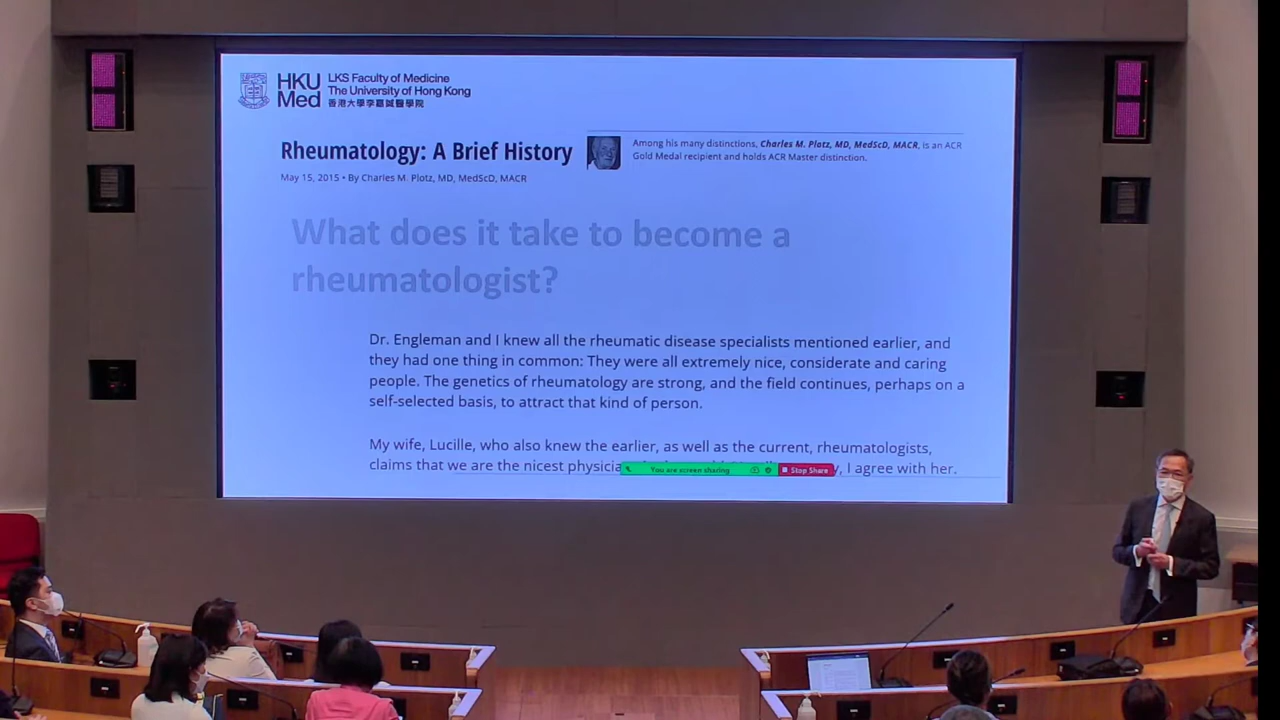 HKU
Med
LKS Faculty of Medicine
The University of Hong Kong
香港大學李嘉誠醫學院
Rheumatology: A Brief History
May 15, 2015 • By Charles M. Plotz, MD, MedScD, MACR
Among his many distinctions, Charles M. Plotz, MD, MedScD, MACR, is an ACR
Gold Medal recipient and holds ACR Master distinction.
What does it take to become a
rheumatologist?
Dr. Engleman and I knew all the rheumatic disease specialists mentioned earlier, and
they had one thing in common: They were all extremely nice, considerate and caring
people. The genetics of rheumatology are strong, and the field continues, perhaps on a
self-selected basis, to attract that kind of person.
My wife, Lucille, who also knew the earlier, as well as the current, rheumatologists,
claims that we are the nicest , I agree with her.
You are screen sharing
Stop Share